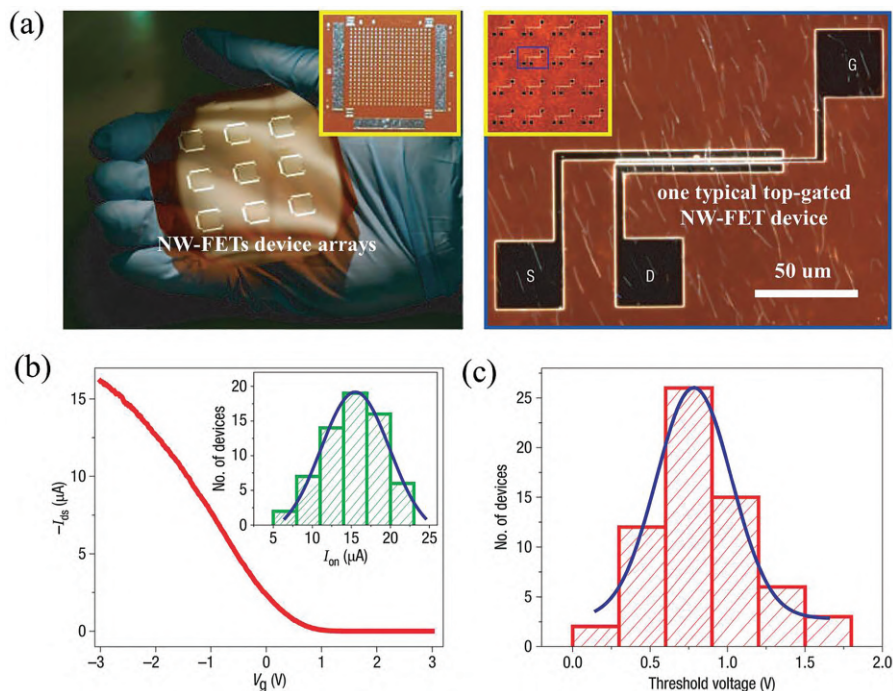 (a)
NW-FETs device arrays
G
one typical top-gated
NW-FET device
S
D
50 um
(b)
15
10
5
0
−I_ds (μA)
−3
−2
−1
0
1
2
3
V_g (V)
20
15
10
5
0
No. of devices
5
10
15
20
25
I_on (μA)
(c)
25
20
15
10
5
0
No. of devices
0.0
0.5
1.0
1.5
2.0
Threshold voltage (V)